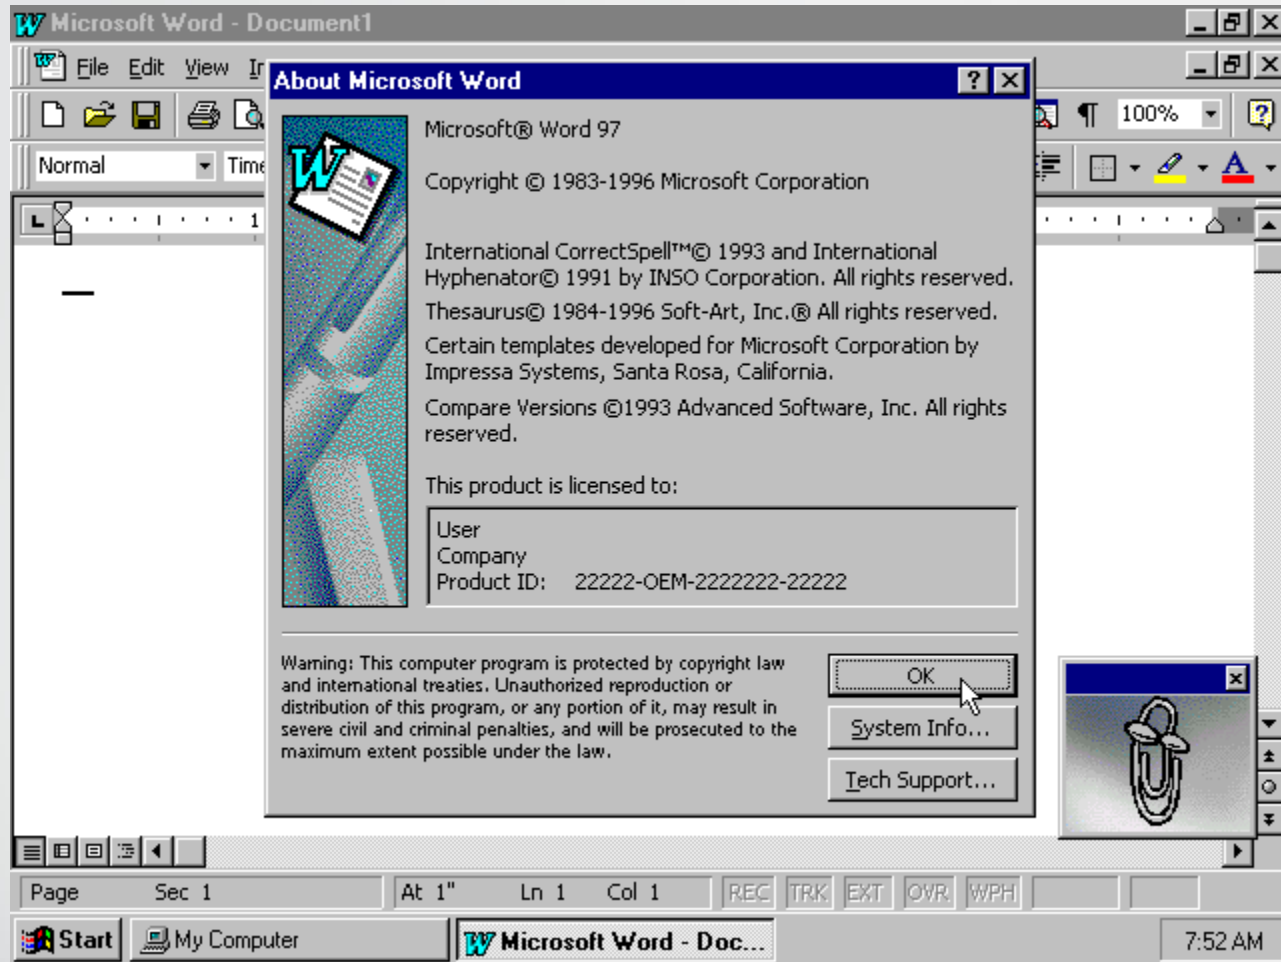 Microsoft Word - Document1
File Edit View
About Microsoft Word
100%
Normal
Microsoft® Word 97
Copyright © 1983-1996 Microsoft Corporation
1
International CorrectSpell™© 1993 and International
Hyphenator© 1991 by INSO Corporation. All rights reserved.
Thesaurus© 1984-1996 Soft-Art, Inc.® All rights reserved.
Certain templates developed for Microsoft Corporation by
Impressa Systems, Santa Rosa, California.
Compare Versions ©1993 Advanced Software, Inc. All rights
reserved.
This product is licensed to:
User
Company
Product ID: 22222-OEM-2222222-22222
Warning: This computer program is protected by copyright law
and international treaties. Unauthorized reproduction or
distribution of this program, or any portion of it, may result in
severe civil and criminal penalties, and will be prosecuted to the
maximum extent possible under the law.
OK
System Info...
Tech Support...
Page Sec 1 At 1" Ln 1 Col 1 REC TRK EXT OVR WPH
Start My Computer Microsoft Word - Doc... 7:52 AM